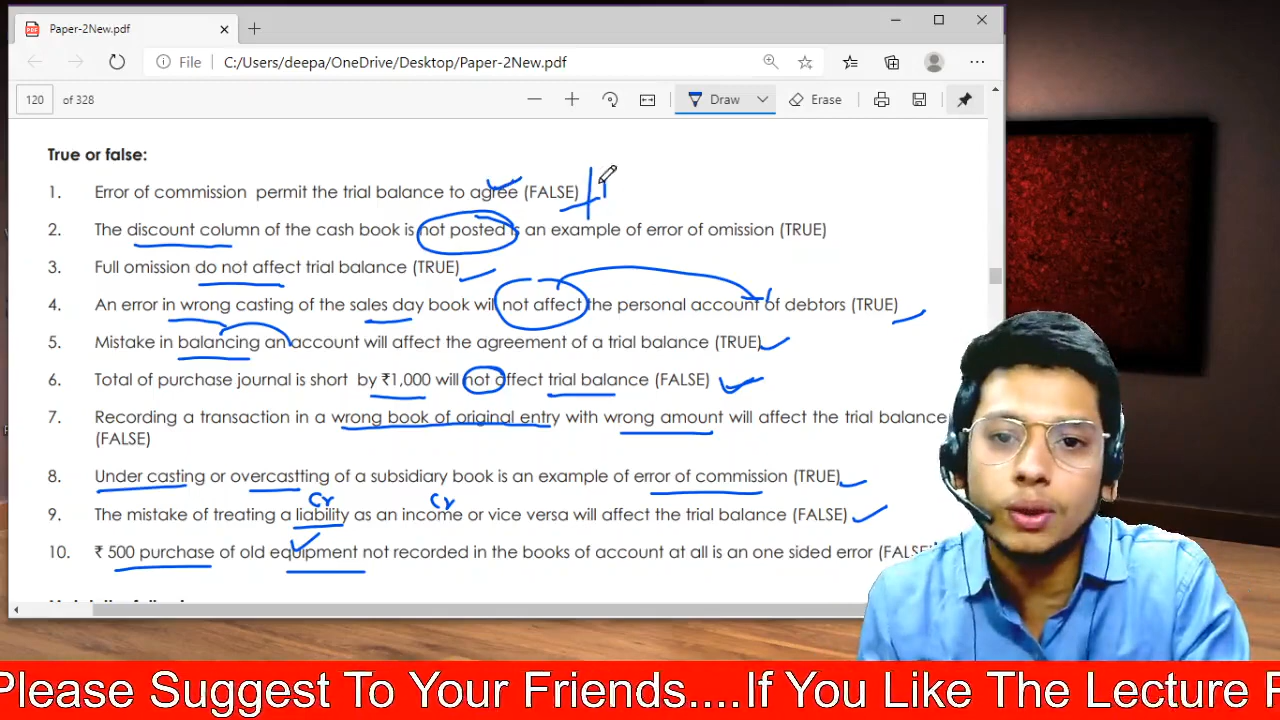 Paper-2New.pdf
File C:/Users/deepa/OneDrive/Desktop/Paper-2New.pdf
120 of 328 Draw Erase
True or false:
1. Error of commission permit the trial balance to agree (FALSE)
2. The discount column of the cash book is not posted is an example of error of omission (TRUE)
3. Full omission do not affect trial balance (TRUE)
4. An error in wrong casting of the sales day book will not affect the personal account of debtors (TRUE)
5. Mistake in balancing an account will affect the agreement of a trial balance (TRUE)
6. Total of purchase journal is short by ₹1,000 will not affect trial balance (FALSE)
7. Recording a transaction in a wrong book of original entry with wrong amount will affect the trial balance
(FALSE)
8. Under casting or overcastting of a subsidiary book is an example of error of commission (TRUE)
Cr Cr
9. The mistake of treating a liability as an income or vice versa will affect the trial balance (FALSE)
10. ₹ 500 purchase of old equipment not recorded in the books of account at all is an one sided error (FALSE)
Please Suggest To Your Friends....If You Like The Lecture